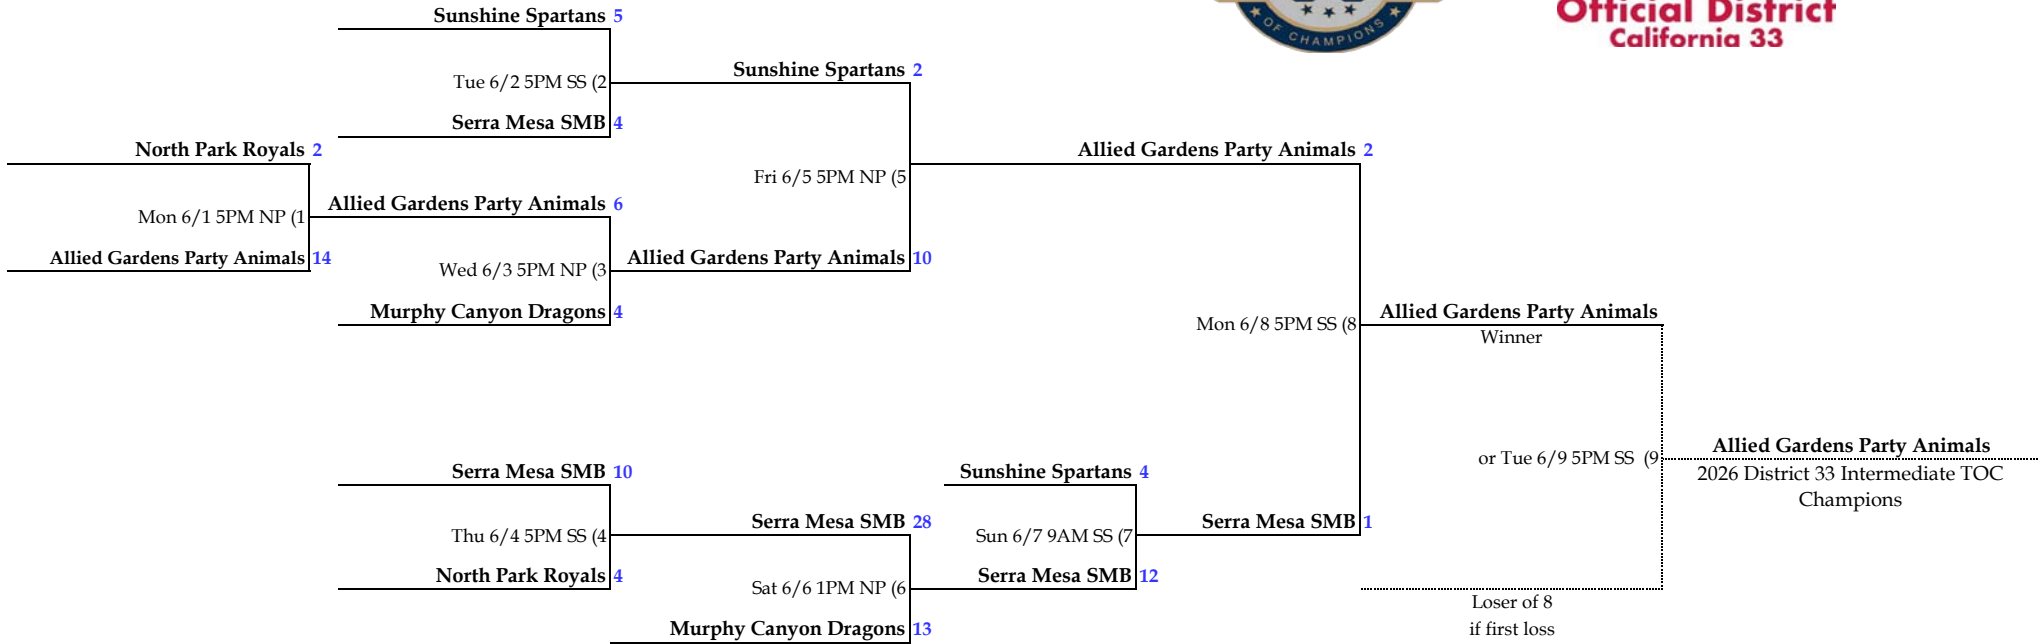 Official District
California 33
OF CHAMPIONS
Sunshine Spartans 5
Tue 6/2 5PM SS (2
Serra Mesa SMB 4
Sunshine Spartans 2
North Park Royals 2
Mon 6/1 5PM NP (1
Allied Gardens Party Animals 14
Allied Gardens Party Animals 6
Wed 6/3 5PM NP (3
Murphy Canyon Dragons 4
Fri 6/5 5PM NP (5
Allied Gardens Party Animals 10
Allied Gardens Party Animals 2
Mon 6/8 5PM SS (8
Allied Gardens Party Animals
Winner
Serra Mesa SMB 10
Thu 6/4 5PM SS (4
North Park Royals 4
Serra Mesa SMB 28
Sat 6/6 1PM NP (6
Murphy Canyon Dragons 13
Sunshine Spartans 4
Sun 6/7 9AM SS (7
Serra Mesa SMB 12
Serra Mesa SMB 1
or Tue 6/9 5PM SS (9
Loser of 8
if first loss
Allied Gardens Party Animals
2026 District 33 Intermediate TOC
Champions